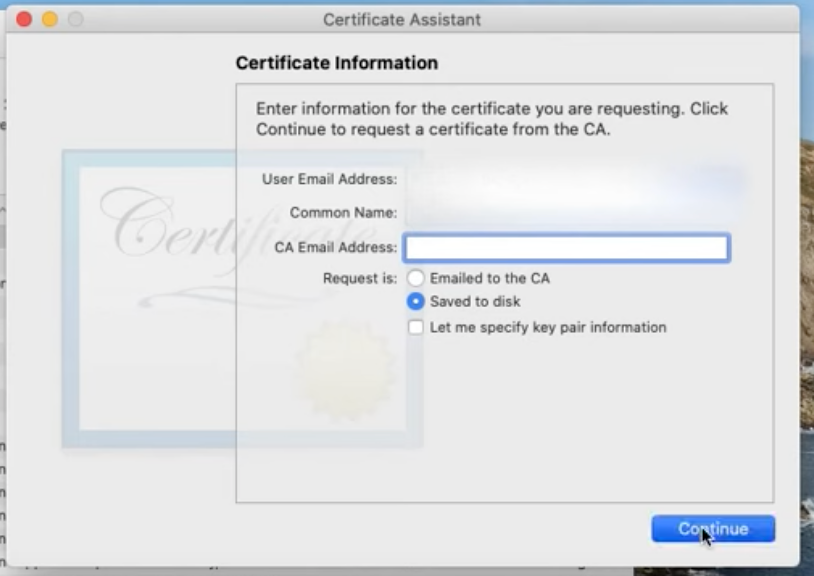 Certificate Assistant
Certificate Information
Enter information for the certificate you are requesting. Click
Continue to request a certificate from the CA.
User Email Address:
Common Name:
CA Email Address:
Request is:
Emailed to the CA
Saved to disk
Let me specify key pair information
Certificate
Continue